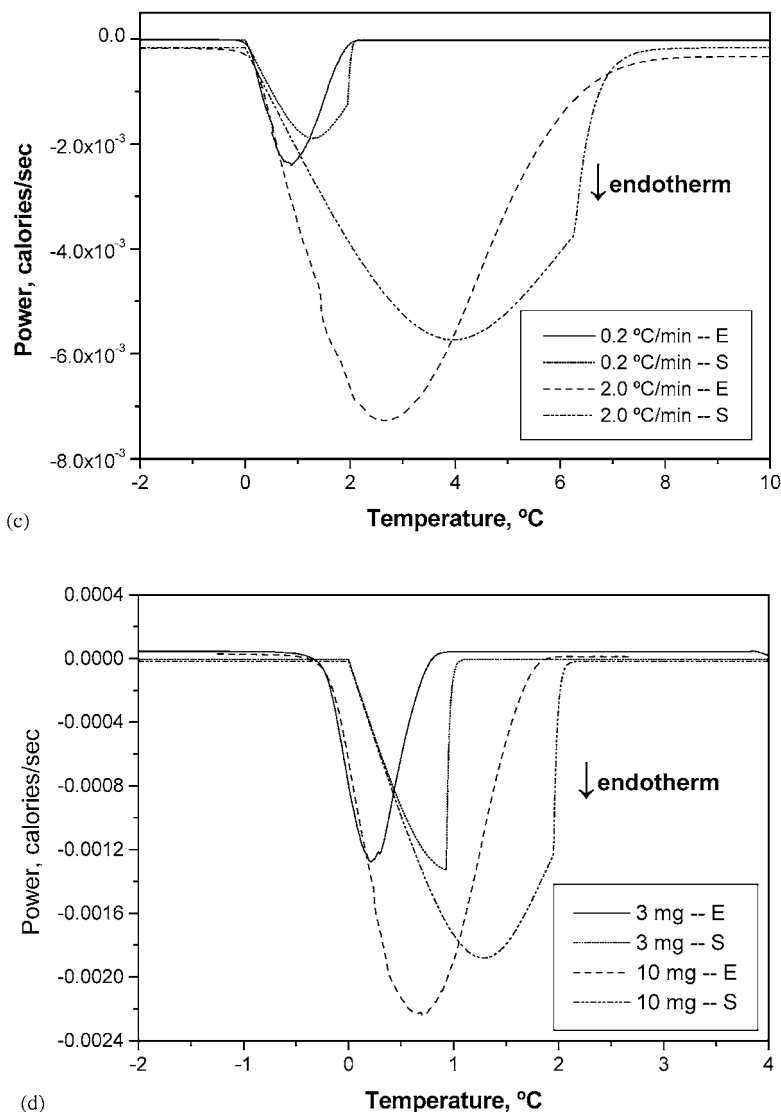 0.0
-2.0x10⁻³
-4.0x10⁻³
-6.0x10⁻³
-8.0x10⁻³
Power, calories/sec
↓ endotherm
0.2 ºC/min -- E
0.2 ºC/min -- S
2.0 ºC/min -- E
2.0 ºC/min -- S
-2 0 2 4 6 8 10
Temperature, ºC
(c)
0.0004
0.0000
-0.0004
-0.0008
-0.0012
-0.0016
-0.0020
-0.0024
Power, calories/sec
↓ endotherm
3 mg -- E
3 mg -- S
10 mg -- E
10 mg -- S
-2 -1 0 1 2 3 4
Temperature, ºC
(d)